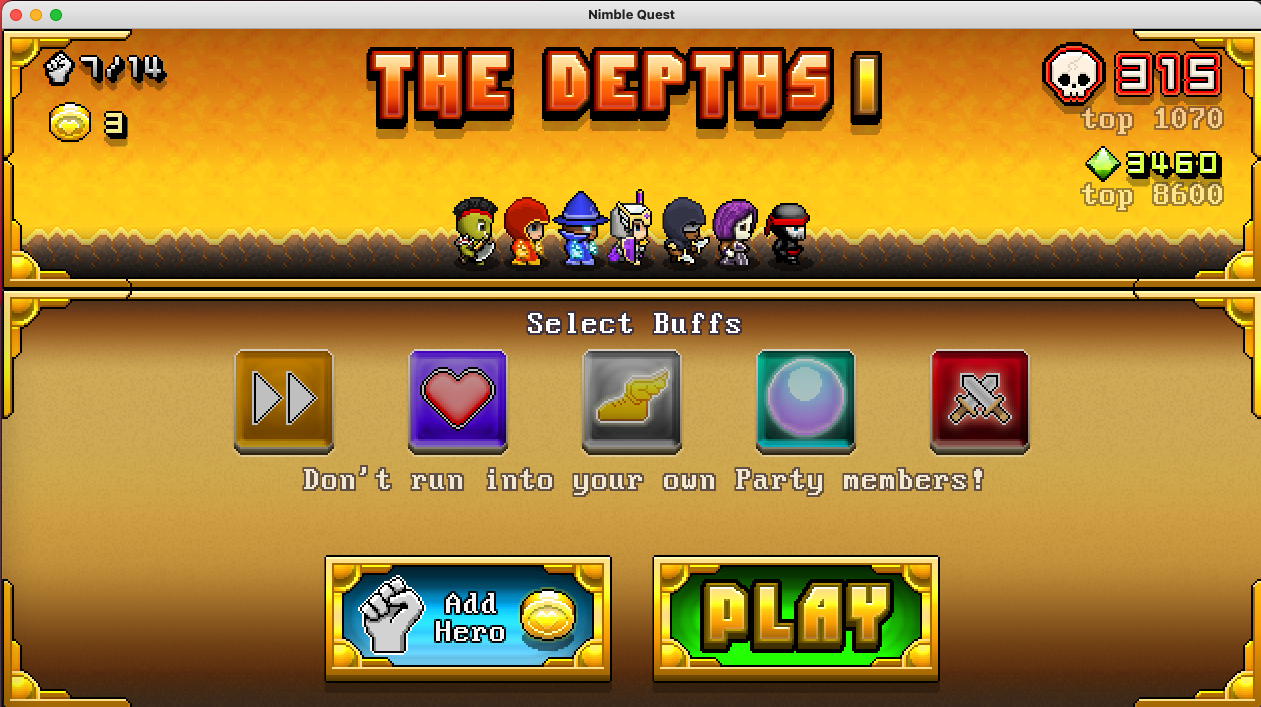 Nimble Quest
7/14
3
THE DEPTHS I
315
top 1070
3460
top 8600
Select Buffs
Don't run into your own Party members!
Add
Hero
PLAY